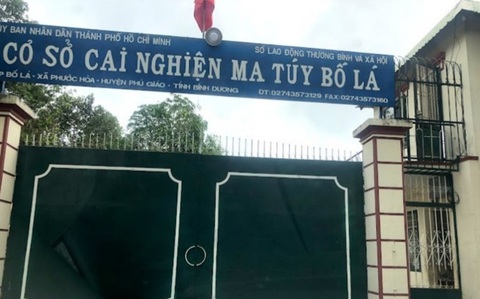 ỦY BAN NHÂN DÂN THÀNH PHỐ HỒ CHÍ MINH
SỞ LAO ĐỘNG THƯƠNG BINH VÀ XÃ HỘI
CƠ SỞ CAI NGHIỆN MA TÚY BỐ LÁ
ẤP BỐ LÁ - XÃ PHƯỚC HÒA - HUYỆN PHÚ GIÁO - TỈNH BÌNH DƯƠNG
ĐT: 02743573129 FAX: 02743573160